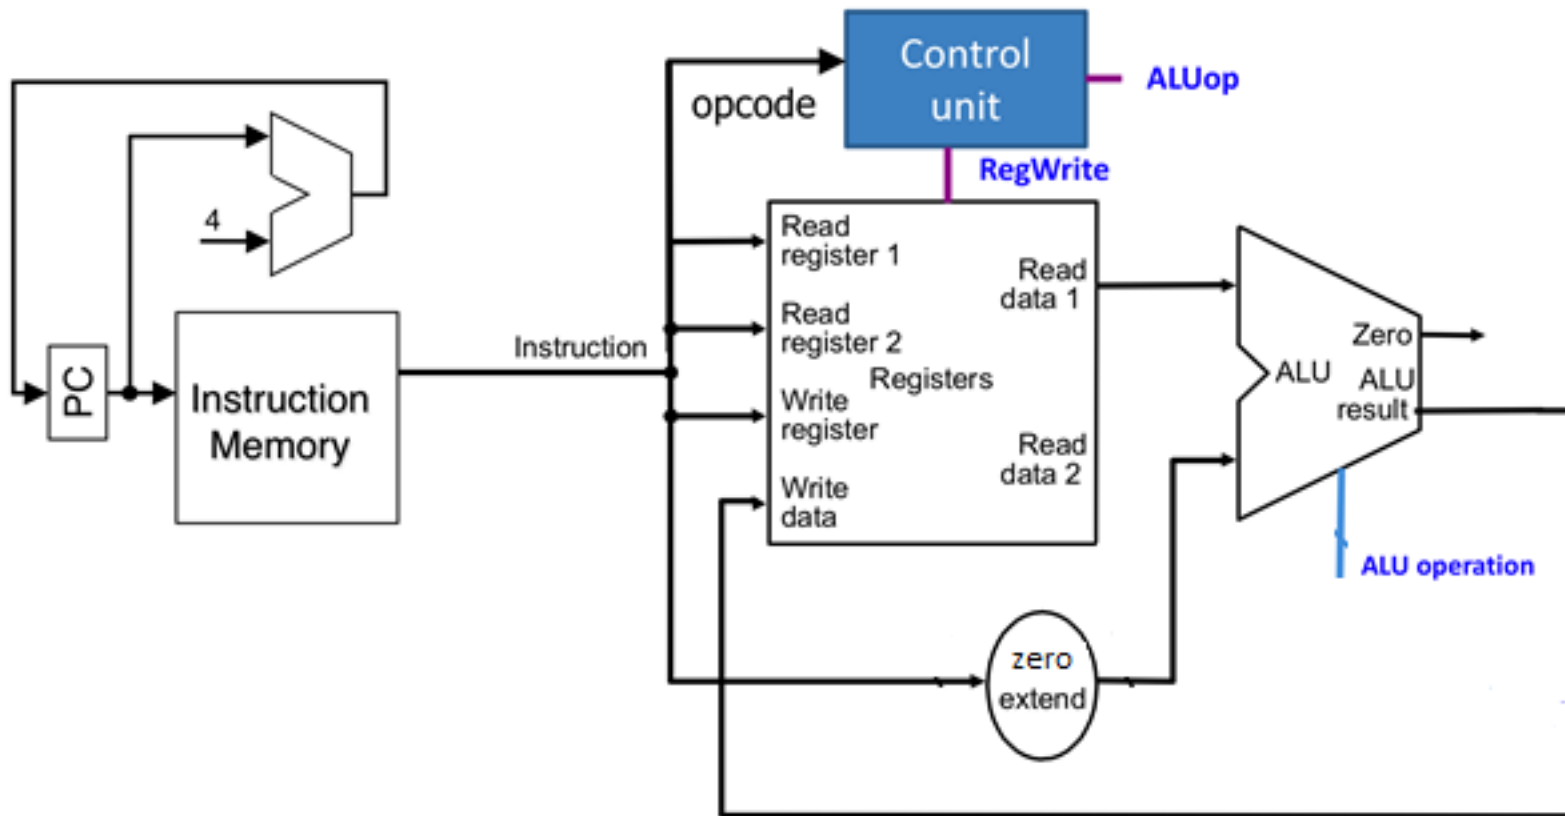 Control
unit
ALUop
opcode
RegWrite
4
Read
register 1
Read
data 1
Read
register 2
Instruction
Zero
PC
Registers
ALU
ALU
result
Instruction
Memory
Write
register
Read
data 2
Write
data
ALU operation
zero
extend